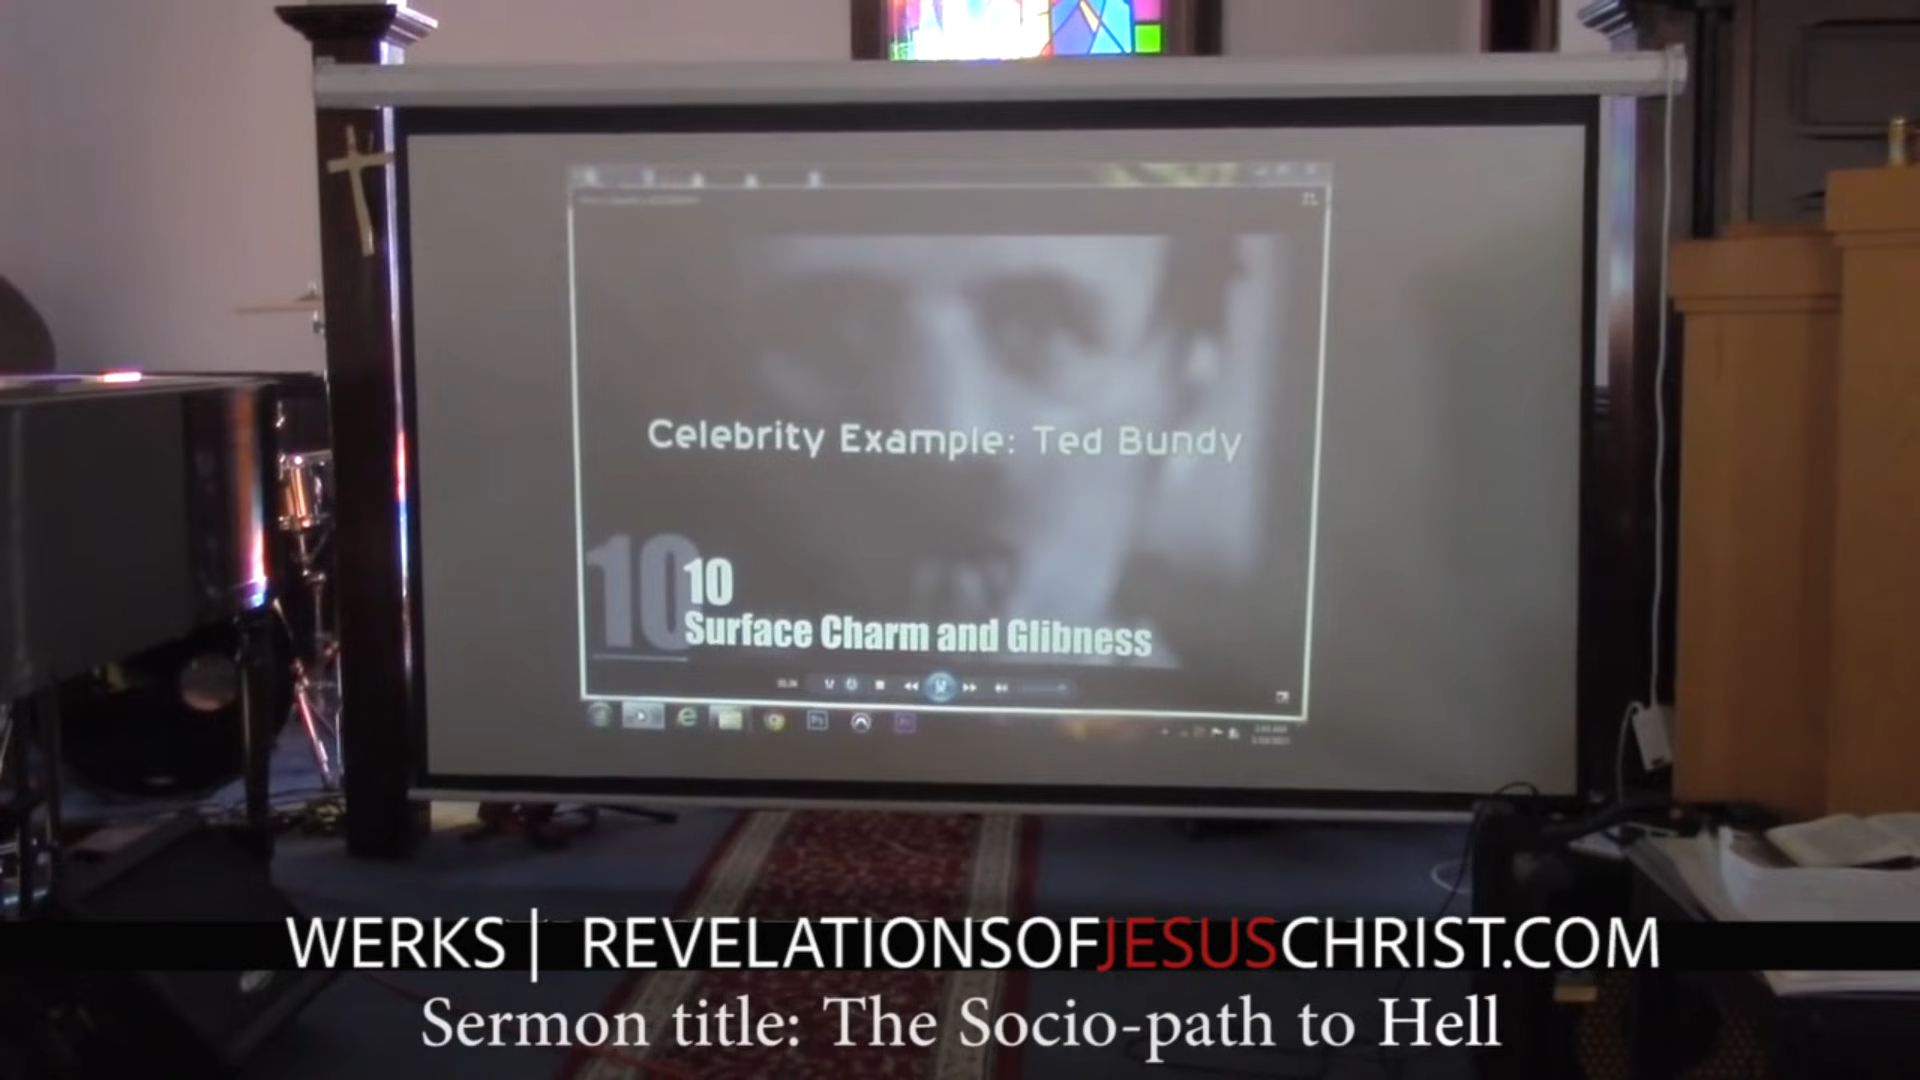 Celebrity Example: Ted Bundy
10
10
Surface Charm and Glibness
Ps
WERKS| REVELATIONSOFJESUSCHRIST.COM
Sermon title: The Socio-path to Hell